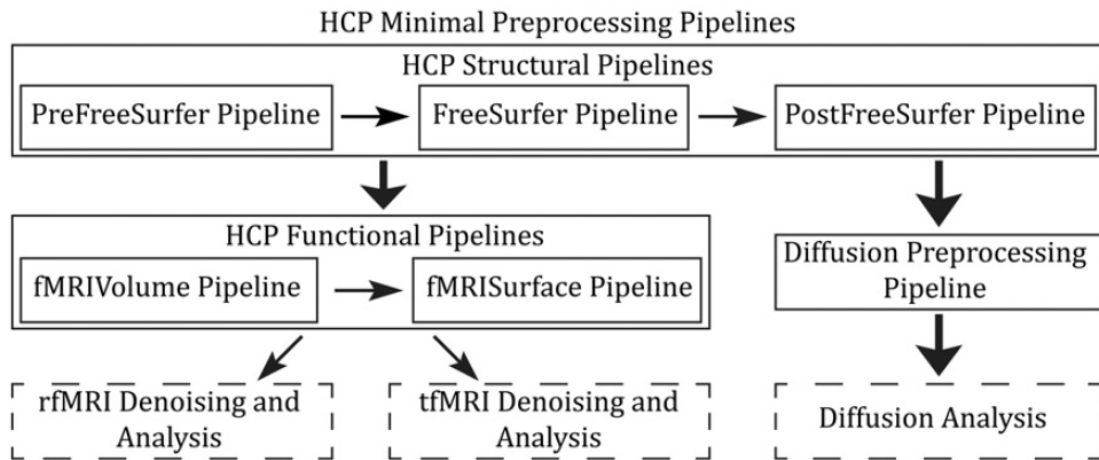 HCP Minimal Preprocessing Pipelines
HCP Structural Pipelines
PreFreeSurfer Pipeline
FreeSurfer Pipeline
PostFreeSurfer Pipeline
HCP Functional Pipelines
fMRIVolume Pipeline
fMRISurface Pipeline
Diffusion Preprocessing
Pipeline
rfMRI Denoising and
Analysis
tfMRI Denoising and
Analysis
Diffusion Analysis